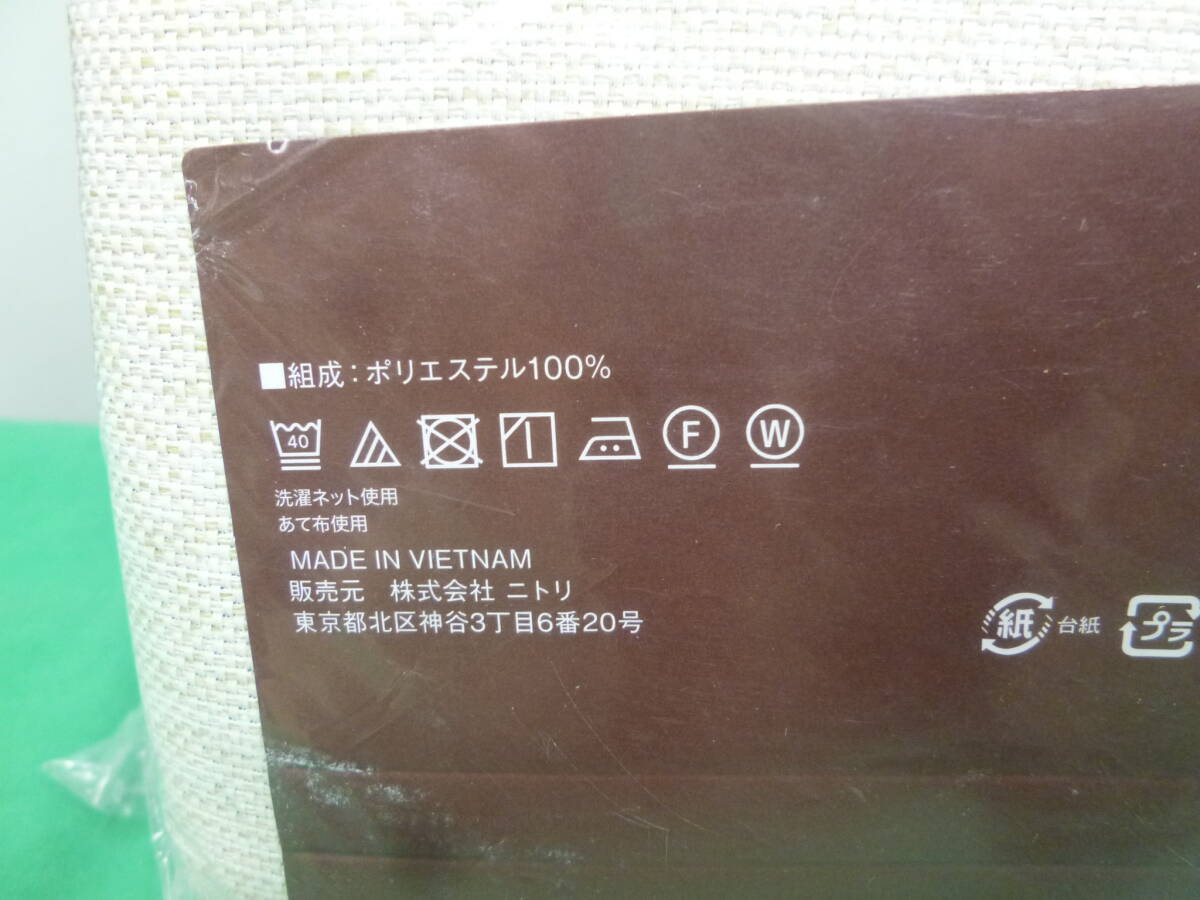 ■組成:ポリエステル100%
40 F W
洗濯ネット使用
あて布使用
MADE IN VIETNAM
販売元 株式会社 ニトリ
東京都北区神谷3丁目6番20号
紙 台紙 プラ